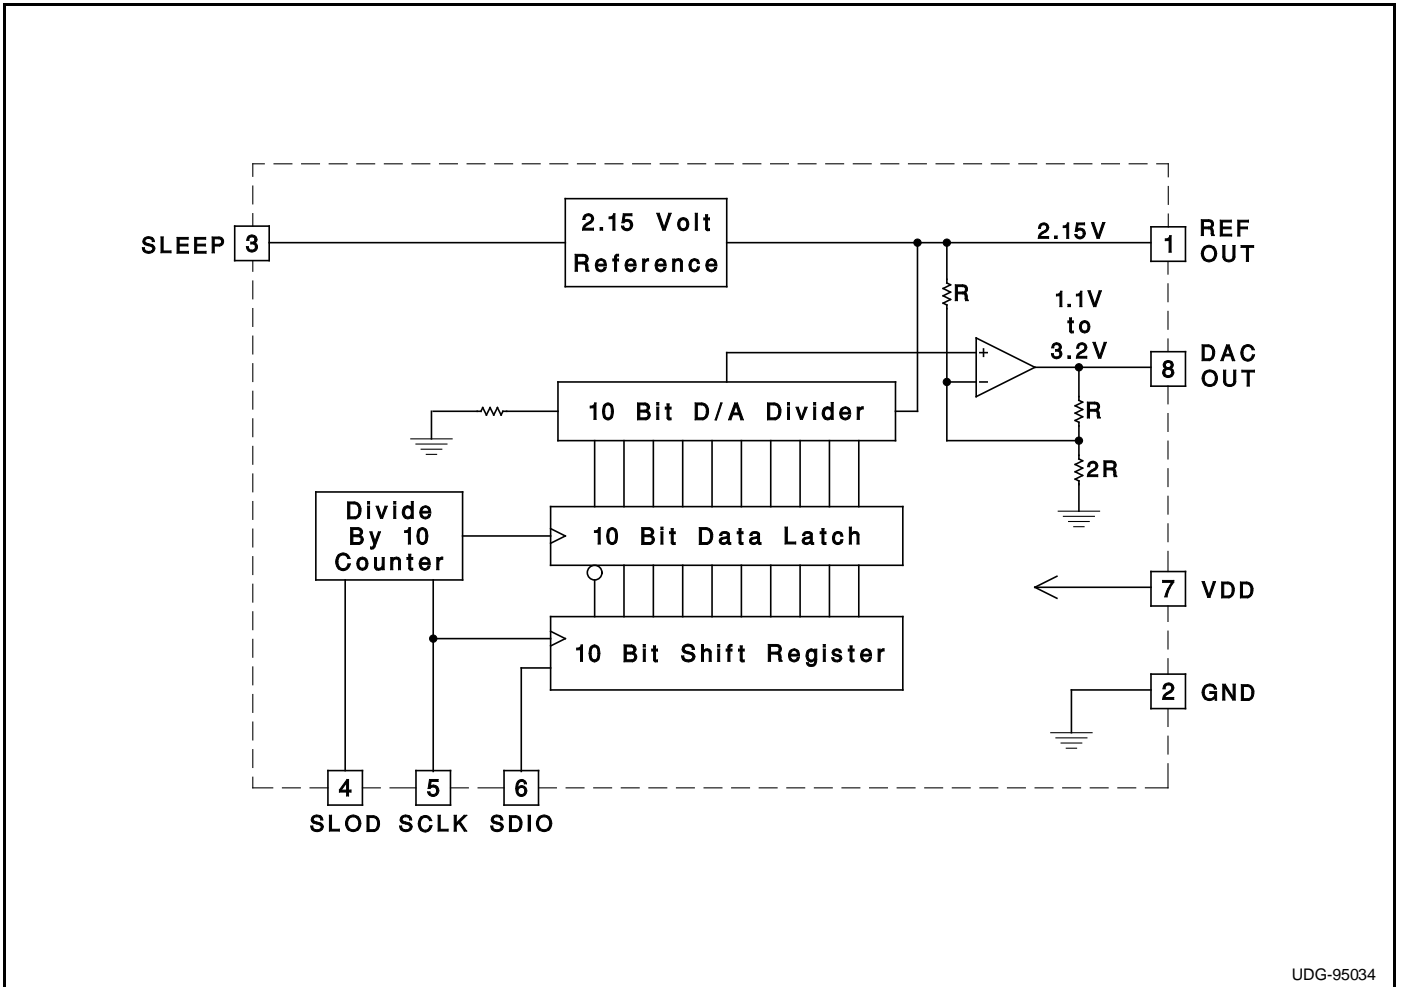 2.15 Volt
Reference
SLEEP 3
2.15V
1 REF
OUT
R
1.1V
to
3.2V
+
−
8 DAC
OUT
10 Bit D/A Divider
R
2R
Divide
By 10
Counter
10 Bit Data Latch
7 VDD
10 Bit Shift Register
2 GND
4 5 6
SLOD SCLK SDIO
UDG-95034